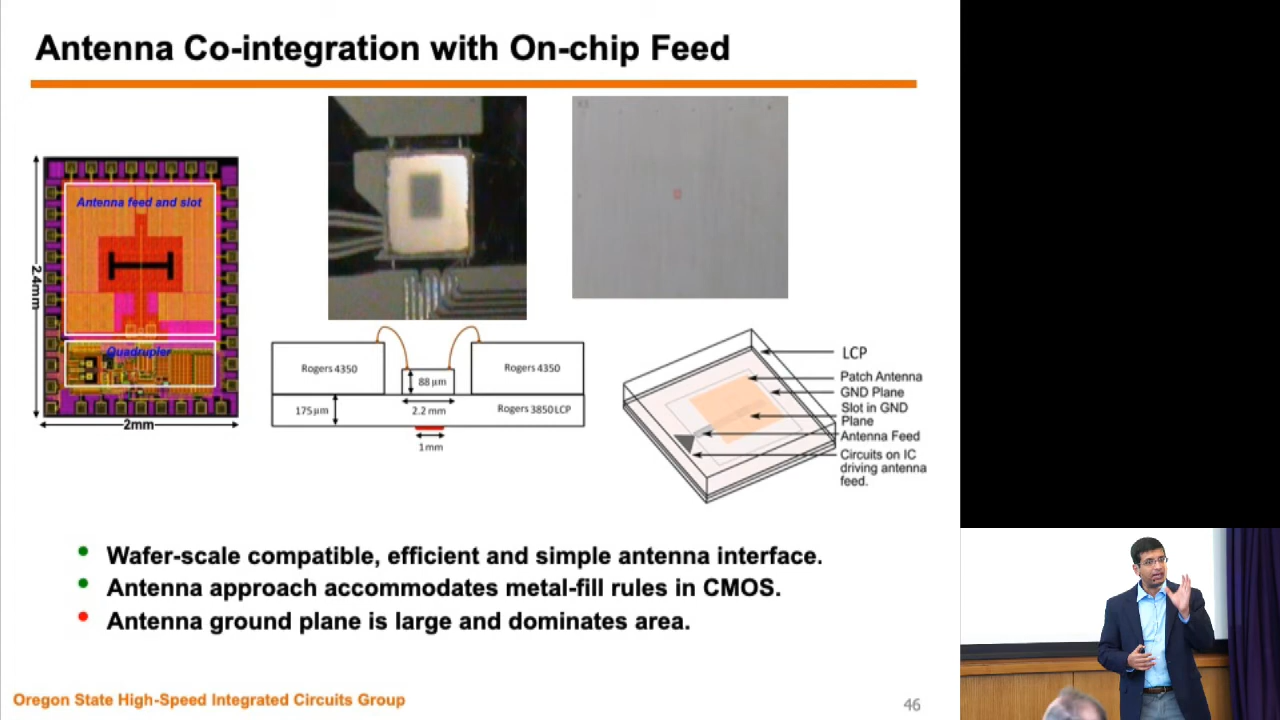 Antenna Co-integration with On-chip Feed
Antenna feed and slot
Quadrupler
2.4mm
2mm
Rogers 4350
Rogers 4350
88 µm
175 µm
2.2 mm
Rogers 3850 LCP
1 mm
LCP
Patch Antenna
GND Plane
Slot in GND
Plane
Antenna Feed
Circuits on IC
driving antenna
feed.
• Wafer-scale compatible, efficient and simple antenna interface.
• Antenna approach accommodates metal-fill rules in CMOS.
• Antenna ground plane is large and dominates area.
Oregon State High-Speed Integrated Circuits Group
46